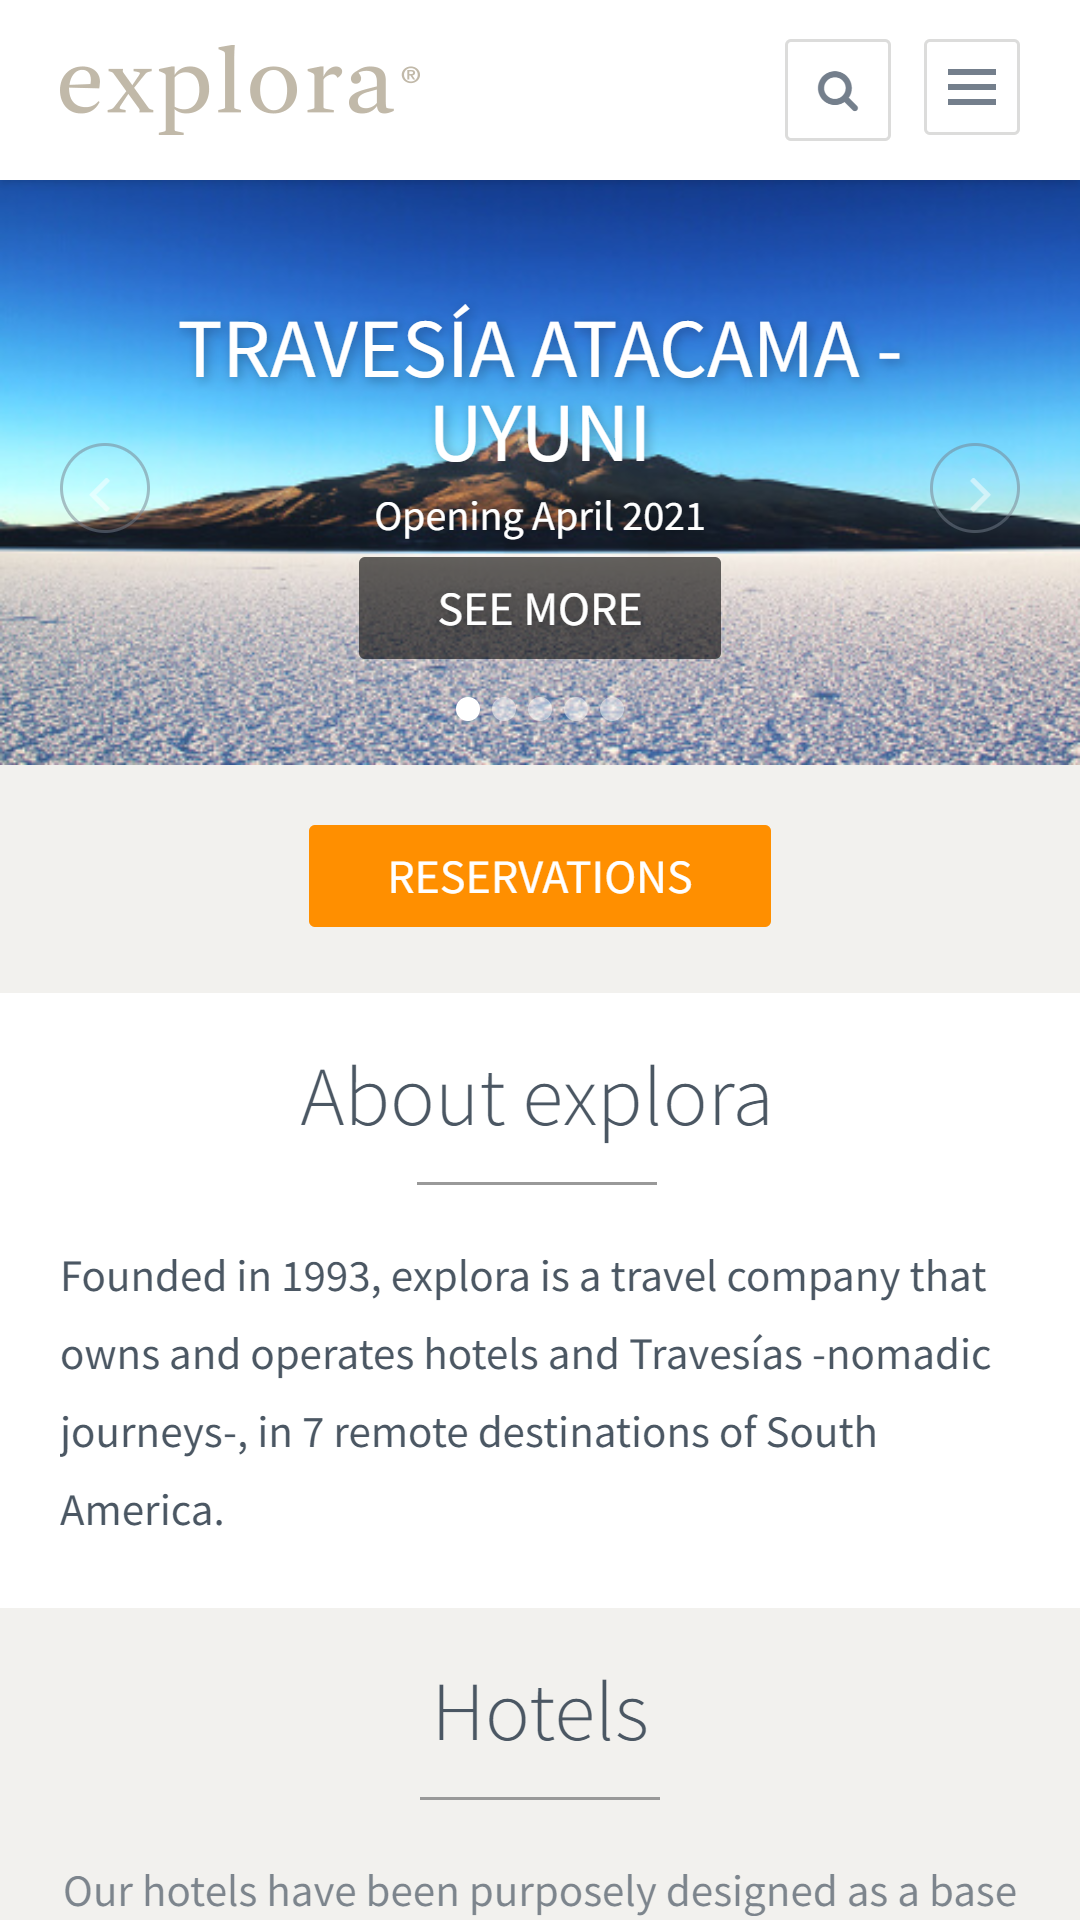 explora®
TRAVESÍA ATACAMA -
UYUNI
Opening April 2021
SEE MORE
RESERVATIONS
About explora
Founded in 1993, explora is a travel company that
owns and operates hotels and Travesías -nomadic
journeys-, in 7 remote destinations of South
America.
Hotels
Our hotels have been purposely designed as a base